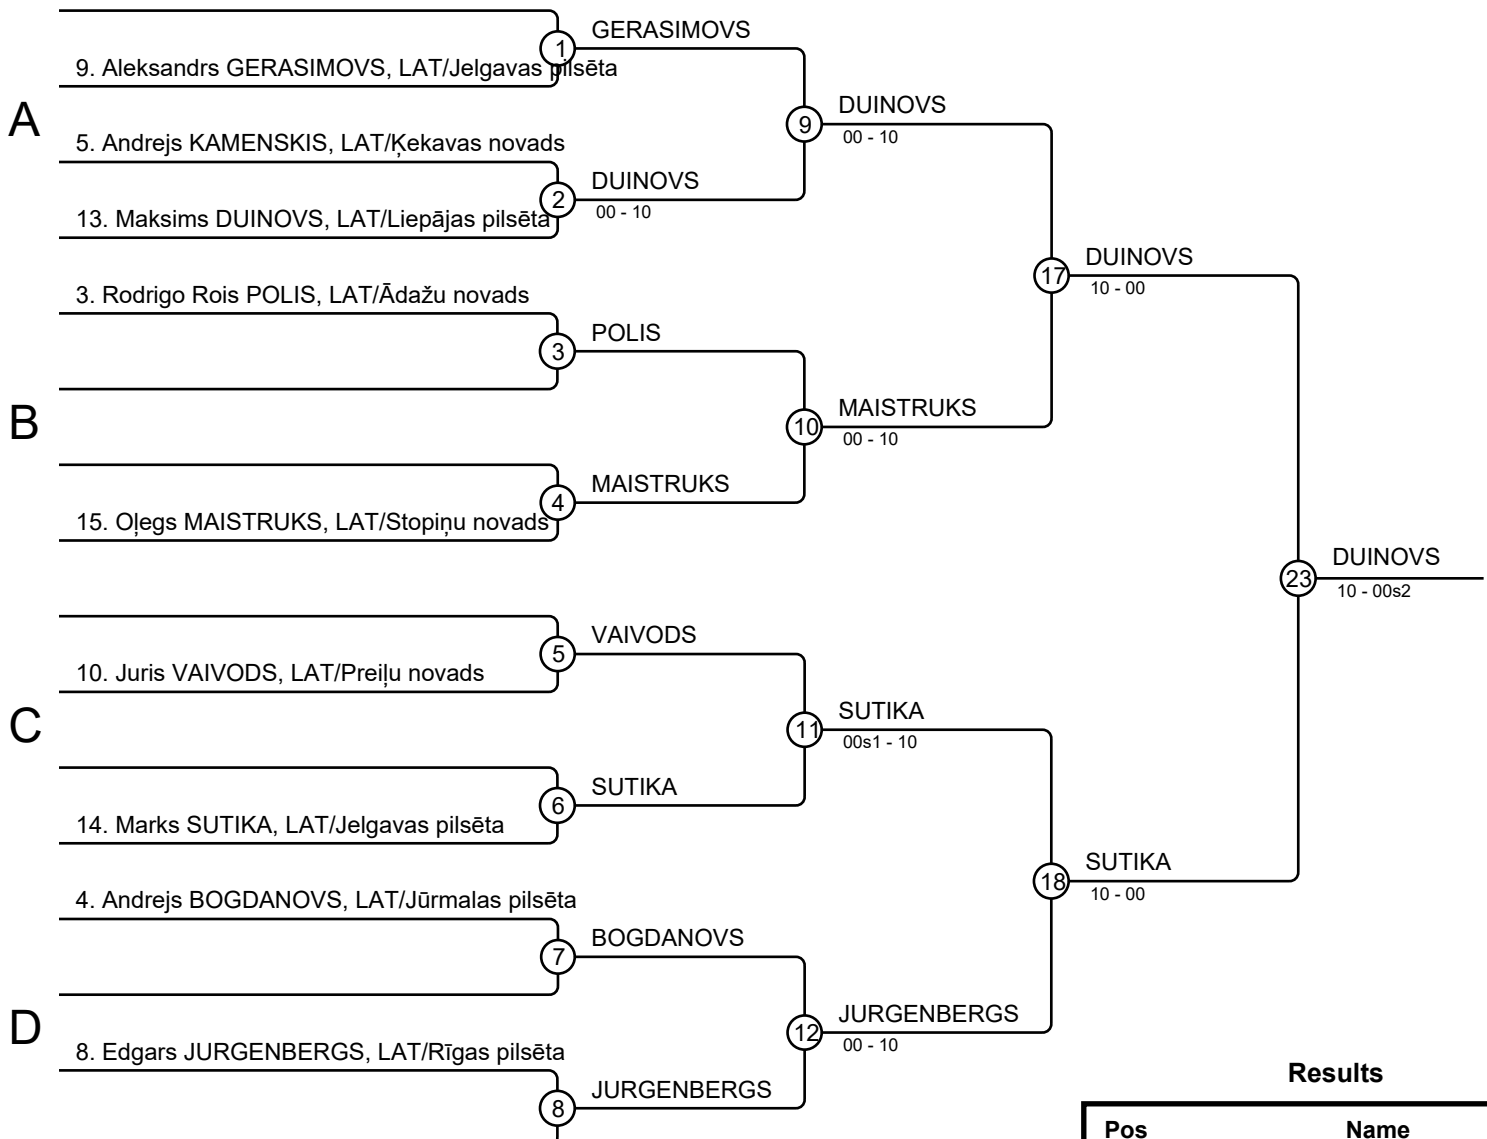 GERASIMOVS
1
9. Aleksandrs GERASIMOVS, LAT/Jelgavas pilsēta
A
DUINOVS
9
00 - 10
5. Andrejs KAMENSKIS, LAT/Ķekavas novads
DUINOVS
2
00 - 10
13. Maksims DUINOVS, LAT/Liepājas pilsēta
DUINOVS
17
10 - 00
3. Rodrigo Rois POLIS, LAT/Ādažu novads
POLIS
3
B
MAISTRUKS
10
00 - 10
MAISTRUKS
4
15. Oļegs MAISTRUKS, LAT/Stopiņu novads
DUINOVS
23
10 - 00s2
VAIVODS
5
10. Juris VAIVODS, LAT/Preiļu novads
C
SUTIKA
11
00s1 - 10
SUTIKA
6
14. Marks SUTIKA, LAT/Jelgavas pilsēta
SUTIKA
18
10 - 00
4. Andrejs BOGDANOVS, LAT/Jūrmalas pilsēta
BOGDANOVS
7
D
JURGENBERGS
12
00 - 10
8. Edgars JURGENBERGS, LAT/Rīgas pilsēta
JURGENBERGS
8
Results
Pos Name